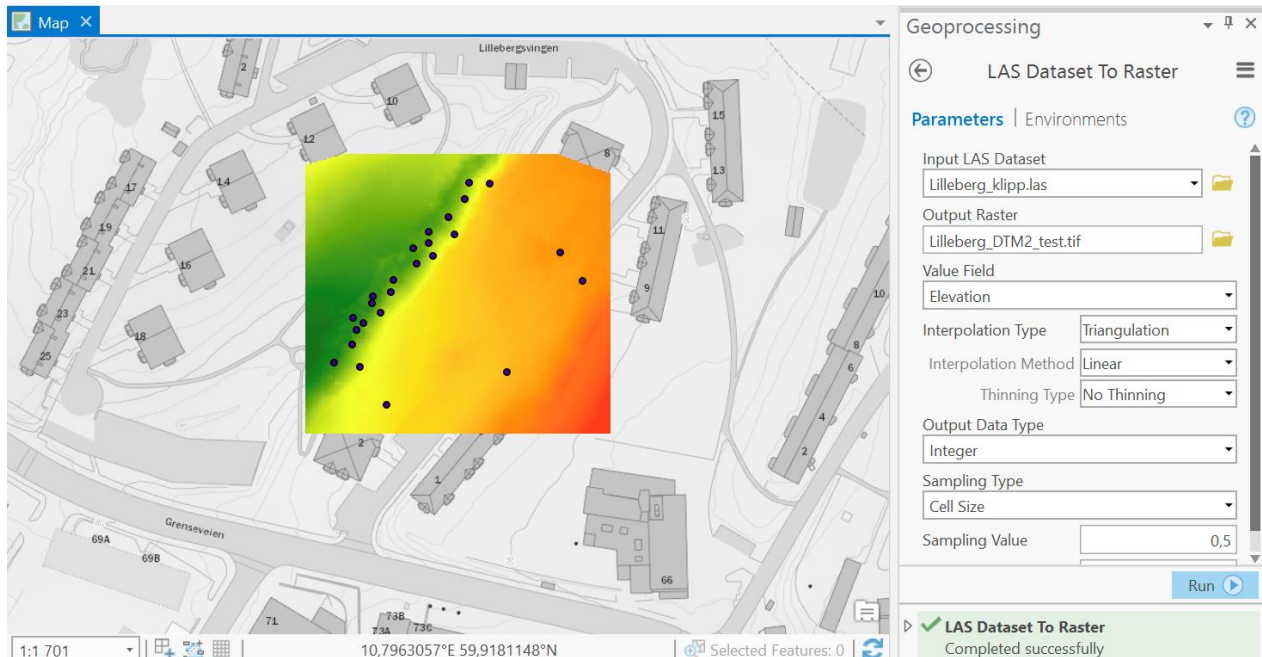 Map
Lillebergsvingen
2
10
12
15
8
13
14
17
11
19
16
21
9
10
23
18
8
25
6
4
2
2
1
Grenseveien
69A
69B
66
71
73B
73A
73C
1:1 701
10,7963057°E 59,9181148°N
Selected Features: 0
Geoprocessing
LAS Dataset To Raster
Parameters | Environments
Input LAS Dataset
Lilleberg_klipp.las
Output Raster
Lilleberg_DTM2_test.tif
Value Field
Elevation
Interpolation Type Triangulation
Interpolation Method Linear
Thinning Type No Thinning
Output Data Type
Integer
Sampling Type
Cell Size
Sampling Value 0,5
Run
LAS Dataset To Raster
Completed successfully